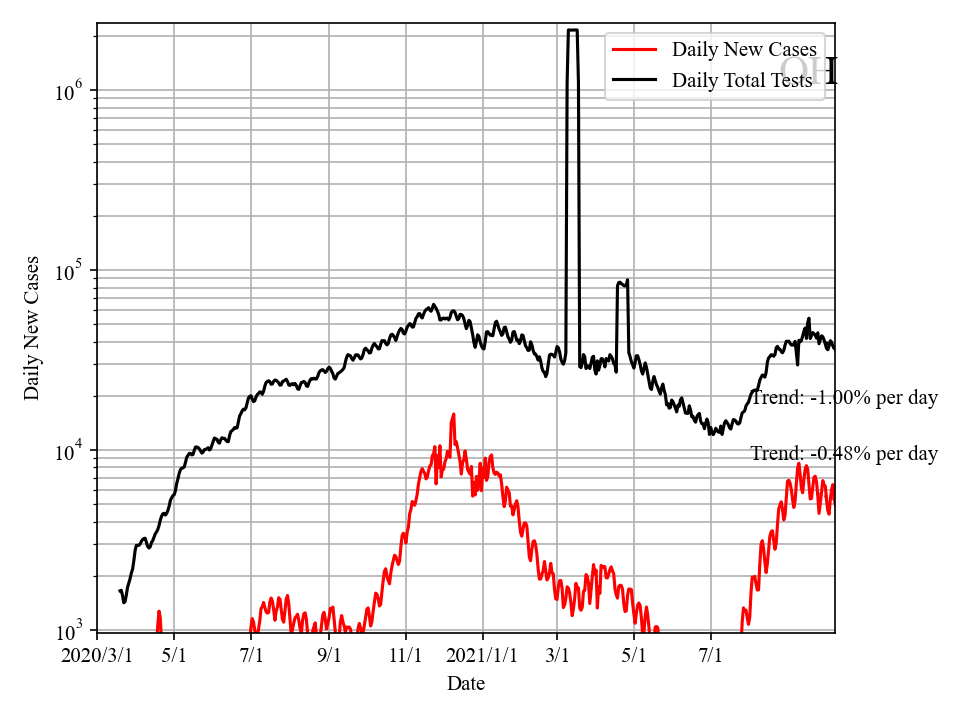 Daily New Cases
Daily Total Tests
OH
10^6
10^5
10^4
10^3
Daily New Cases
Trend: -1.00% per day
Trend: -0.48% per day
2020/3/1 5/1 7/1 9/1 11/1 2021/1/1 3/1 5/1 7/1
Date